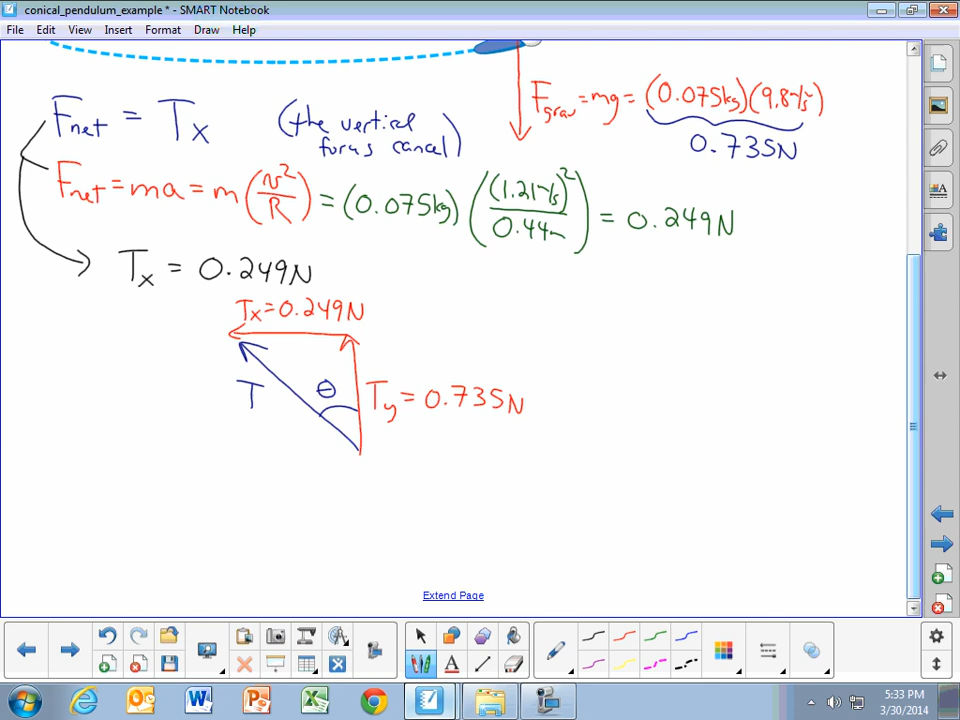 conical_pendulum_example * - SMART Notebook
File Edit View Insert Format Draw Help
F_grav = mg = (0.075kg)(9.8m/s²)
0.735N
F_net = T_x (the vertical forces cancel)
F_net = ma = m(v²/R) = (0.075kg)((1.21m/s)²/0.44m) = 0.249N
T_x = 0.249N
T_x = 0.249N
T θ T_y = 0.735N
Extend Page
A
5:33 PM
3/30/2014